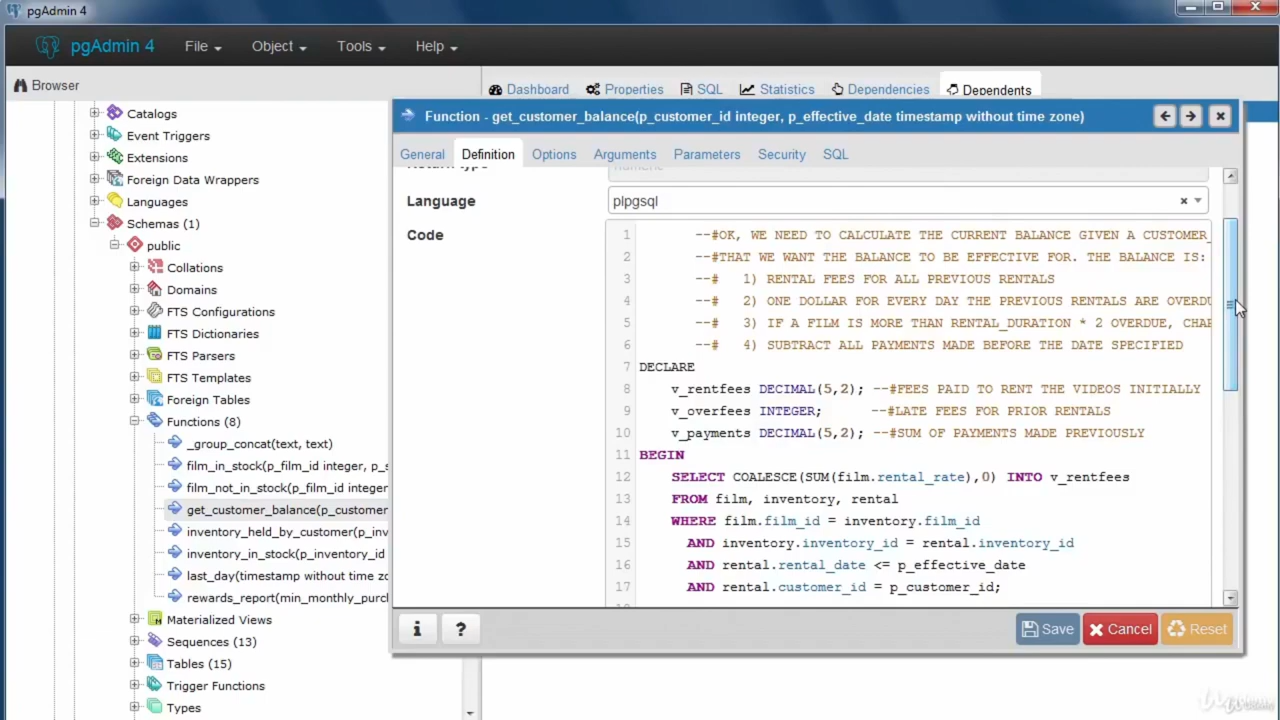 pgAdmin 4
pgAdmin 4 File Object Tools Help
Browser
Dashboard Properties SQL Statistics Dependencies Dependents
Catalogs
Event Triggers
Extensions
Foreign Data Wrappers
Languages
Schemas (1)
public
Collations
Domains
FTS Configurations
FTS Dictionaries
FTS Parsers
FTS Templates
Foreign Tables
Functions (8)
_group_concat(text, text)
film_in_stock(p_film_id integer, p_s
film_not_in_stock(p_film_id integer
get_customer_balance(p_customer
inventory_held_by_customer(p_inv
inventory_in_stock(p_inventory_id
last_day(timestamp without time zo
rewards_report(min_monthly_purc
Materialized Views
Sequences (13)
Tables (15)
Trigger Functions
Types
Function - get_customer_balance(p_customer_id integer, p_effective_date timestamp without time zone)
General Definition Options Arguments Parameters Security SQL
Return type numeric
Language plpgsql
Code
1 --#OK, WE NEED TO CALCULATE THE CURRENT BALANCE GIVEN A CUSTOMER_
2 --#THAT WE WANT THE BALANCE TO BE EFFECTIVE FOR. THE BALANCE IS:
3 --# 1) RENTAL FEES FOR ALL PREVIOUS RENTALS
4 --# 2) ONE DOLLAR FOR EVERY DAY THE PREVIOUS RENTALS ARE OVERDU
5 --# 3) IF A FILM IS MORE THAN RENTAL_DURATION * 2 OVERDUE, CHAR
6 --# 4) SUBTRACT ALL PAYMENTS MADE BEFORE THE DATE SPECIFIED
7 DECLARE
8 v_rentfees DECIMAL(5,2); --#FEES PAID TO RENT THE VIDEOS INITIALLY
9 v_overfees INTEGER; --#LATE FEES FOR PRIOR RENTALS
10 v_payments DECIMAL(5,2); --#SUM OF PAYMENTS MADE PREVIOUSLY
11 BEGIN
12 SELECT COALESCE(SUM(film.rental_rate),0) INTO v_rentfees
13 FROM film, inventory, rental
14 WHERE film.film_id = inventory.film_id
15 AND inventory.inventory_id = rental.inventory_id
16 AND rental.rental_date <= p_effective_date
17 AND rental.customer_id = p_customer_id;
i ? Save Cancel Reset